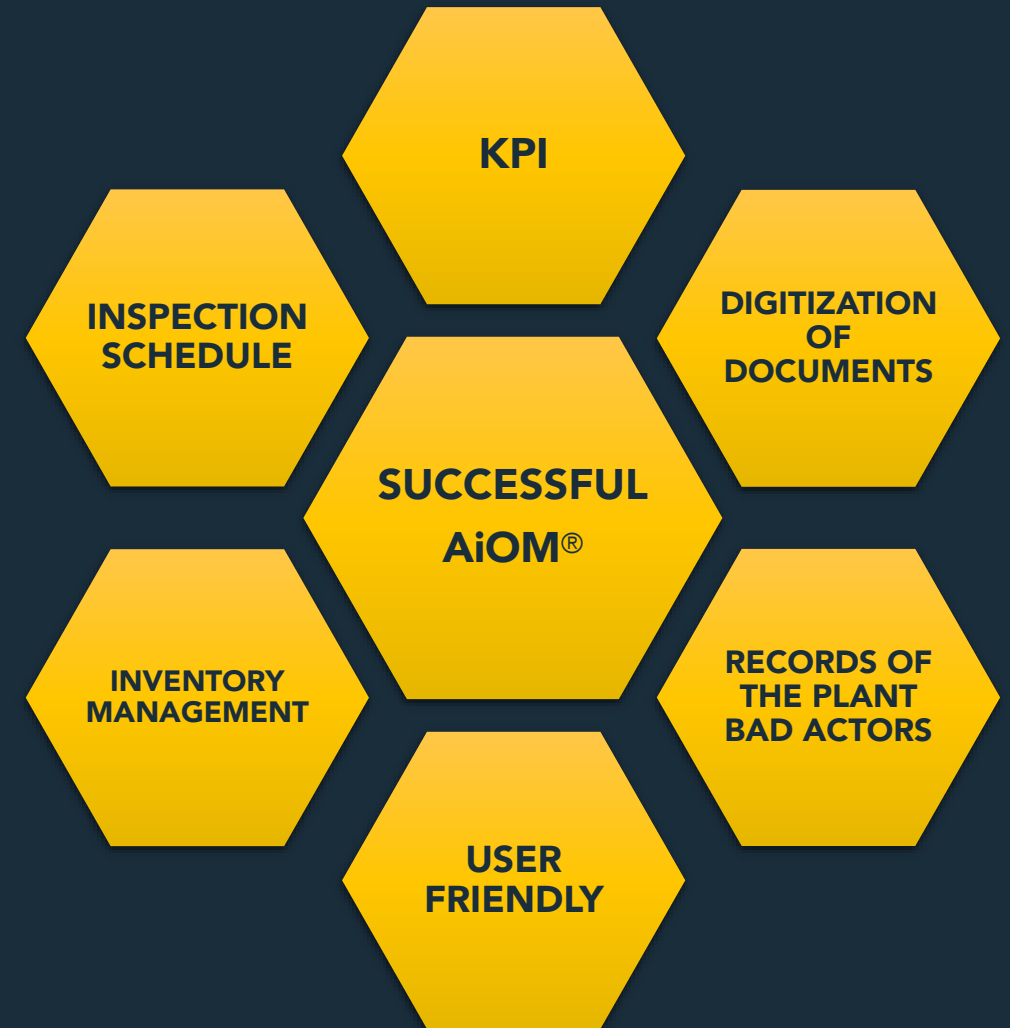 KPI
INSPECTION
SCHEDULE
DIGITIZATION
OF
DOCUMENTS
SUCCESSFUL
AiOM®
INVENTORY
MANAGEMENT
RECORDS OF
THE PLANT
BAD ACTORS
USER
FRIENDLY